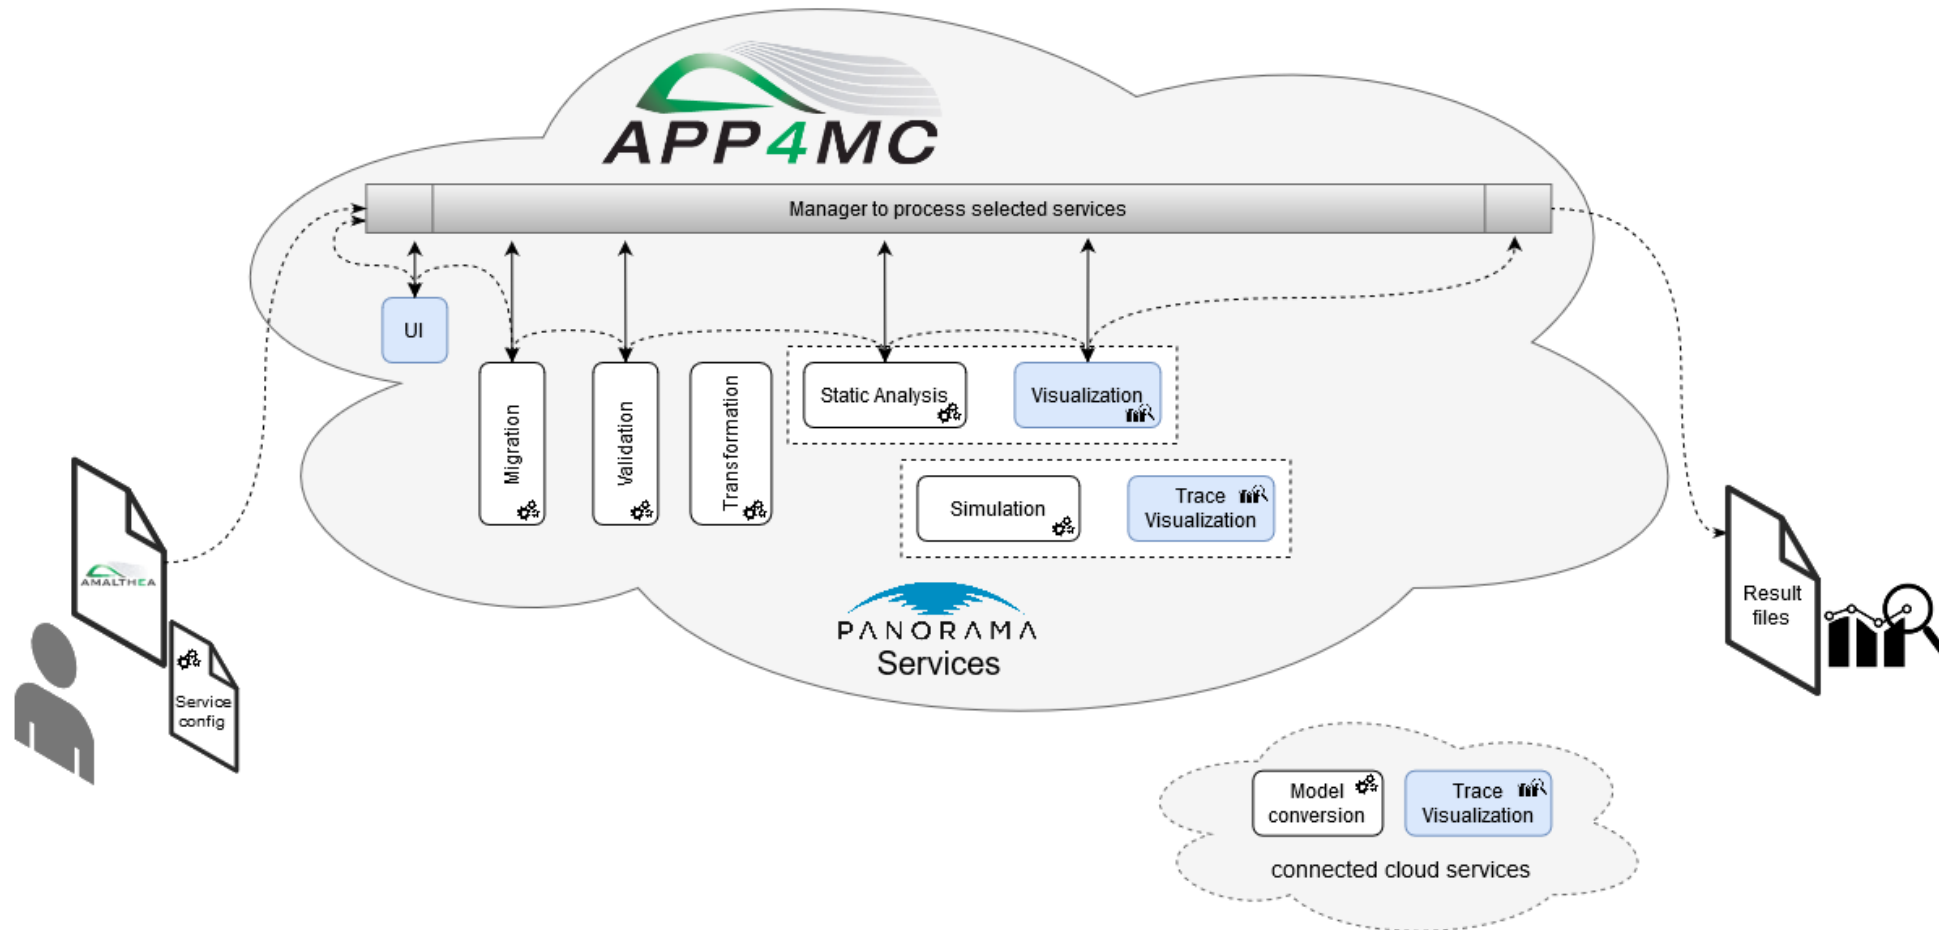 APP4MC
Manager to process selected services
UI
Migration
Validation
Transformation
Static Analysis
Visualization
Simulation
Trace
Visualization
PANORAMA
Services
AMALTHEA
Service
config
Result
files
Model
conversion
Trace
Visualization
connected cloud services